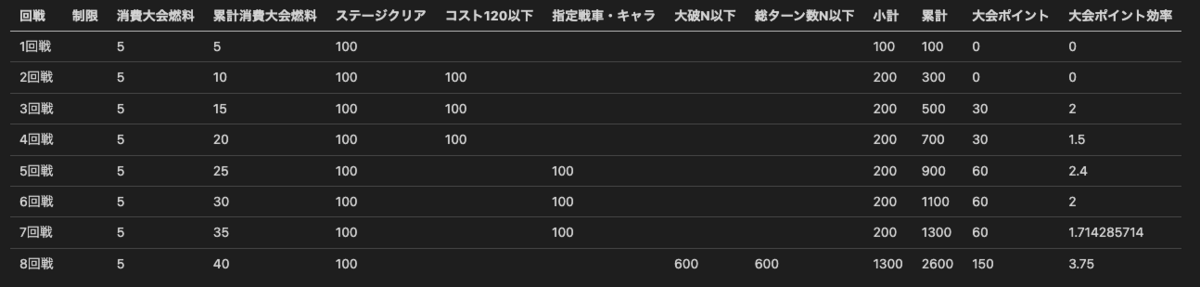 回戦 制限 消費大会燃料 累計消費大会燃料 ステージクリア コスト120以下 指定戦車・キャラ 大破N以下 総ターン数N以下 小計 累計 大会ポイント 大会ポイント効率
1回戦 5 5 100 100 100 0 0
2回戦 5 10 100 100 200 300 0 0
3回戦 5 15 100 100 200 500 30 2
4回戦 5 20 100 100 200 700 30 1.5
5回戦 5 25 100 100 200 900 60 2.4
6回戦 5 30 100 100 200 1100 60 2
7回戦 5 35 100 100 200 1300 60 1.714285714
8回戦 5 40 100 600 600 1300 2600 150 3.75